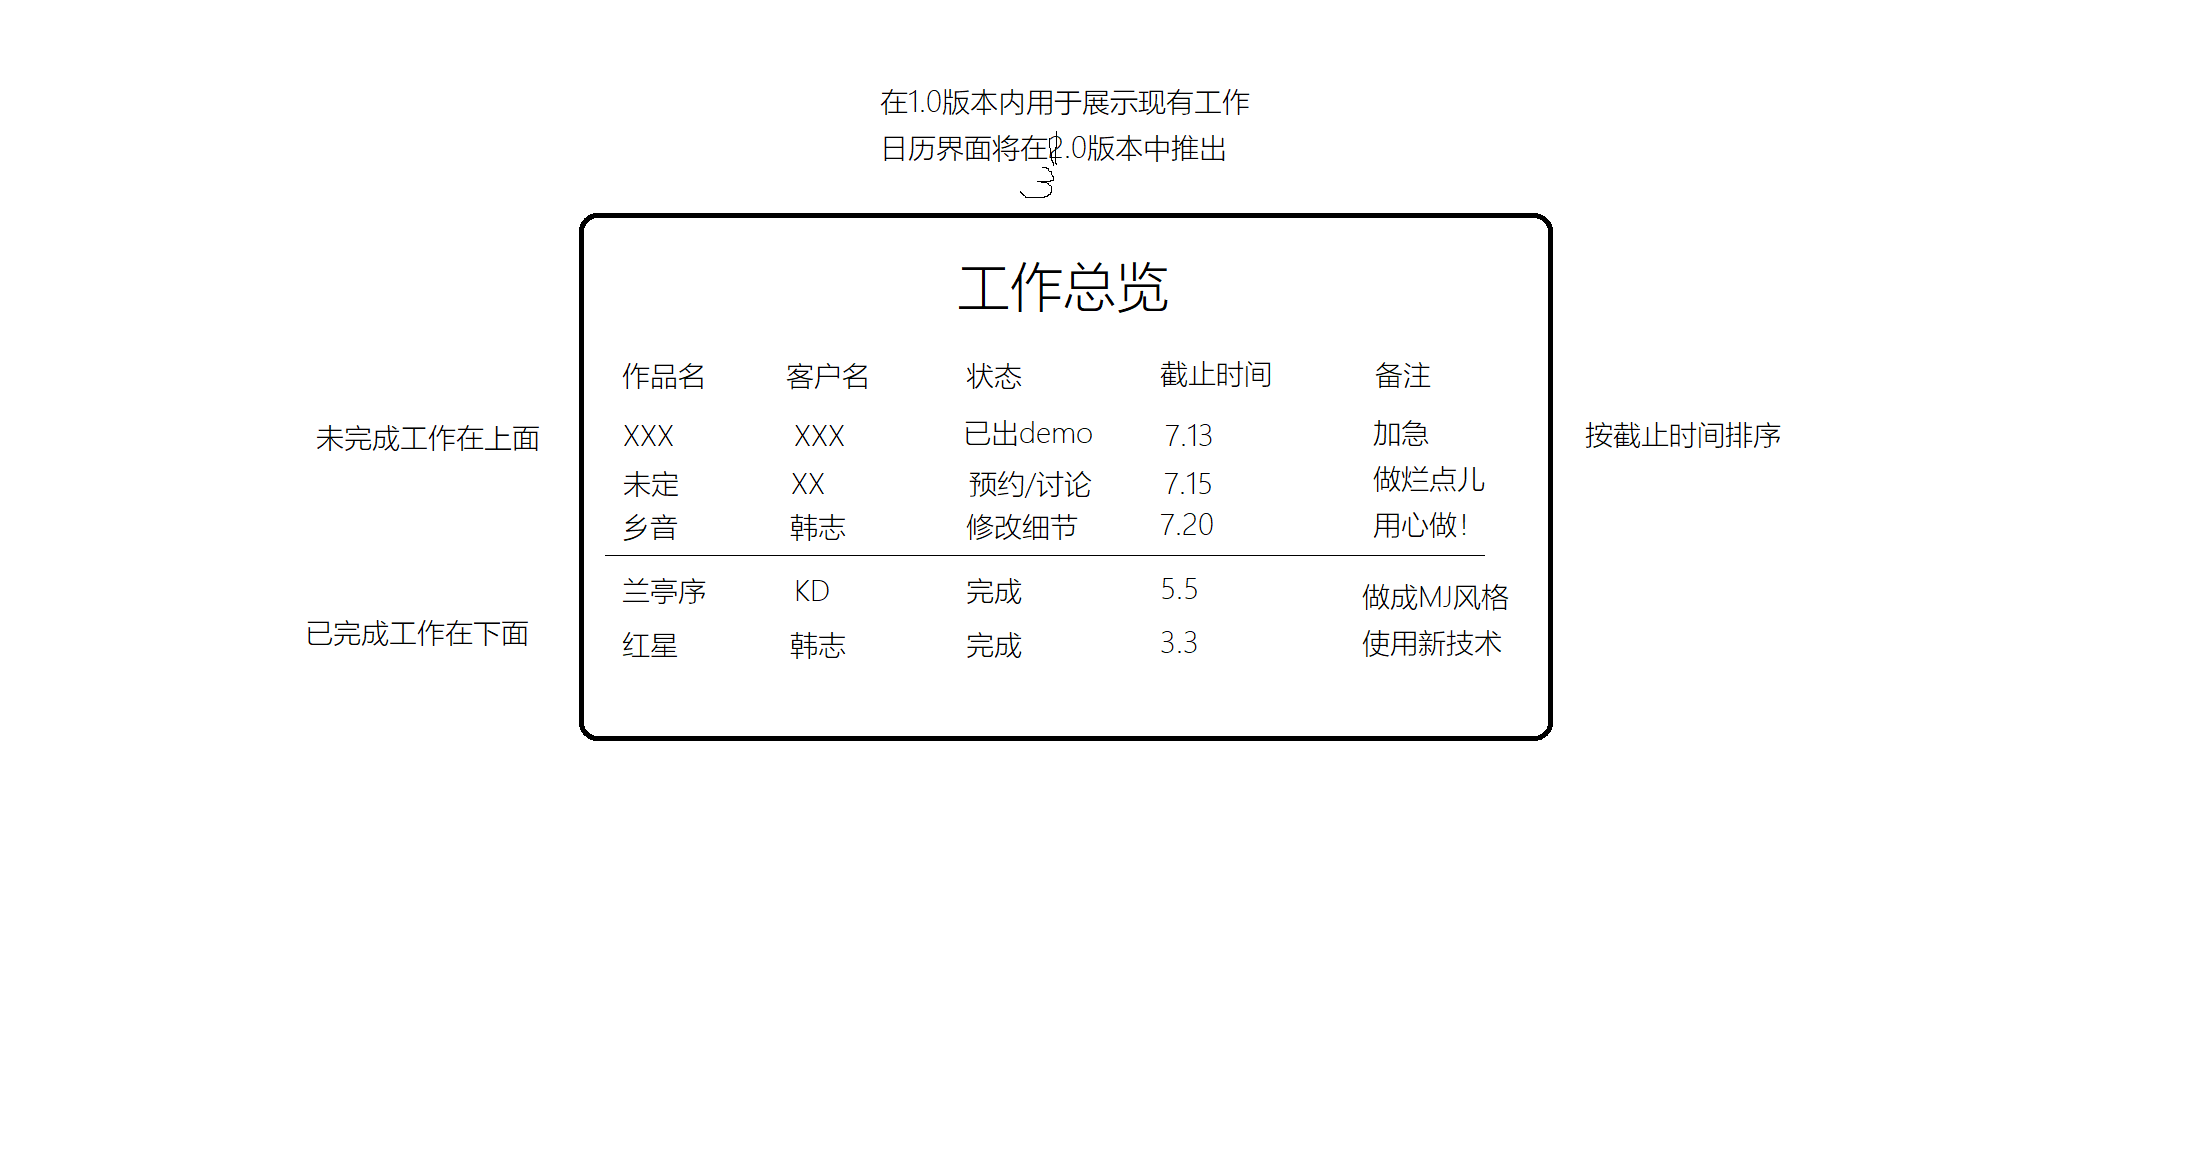 在1.0版本内用于展示现有工作
日历界面将在2.0版本中推出
3
工作总览
作品名 客户名 状态 截止时间 备注
未完成工作在上面
XXX XXX 已出demo 7.13 加急
按截止时间排序
未定 XX 预约/讨论 7.15 做烂点儿
乡音 韩志 修改细节 7.20 用心做!
兰亭序 KD 完成 5.5 做成MJ风格
已完成工作在下面
红星 韩志 完成 3.3 使用新技术